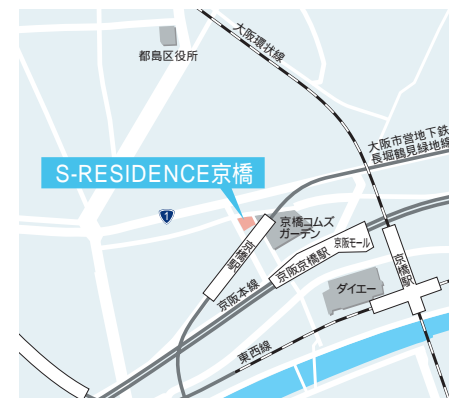 都島区役所
大阪環状線
大阪市営地下鉄
長堀鶴見緑地線
S-RESIDENCE京橋
1
京橋コムズ
ガーデン
京橋駅
京阪モール
京阪京橋駅
京橋駅
京阪本線
ダイエー
東西線